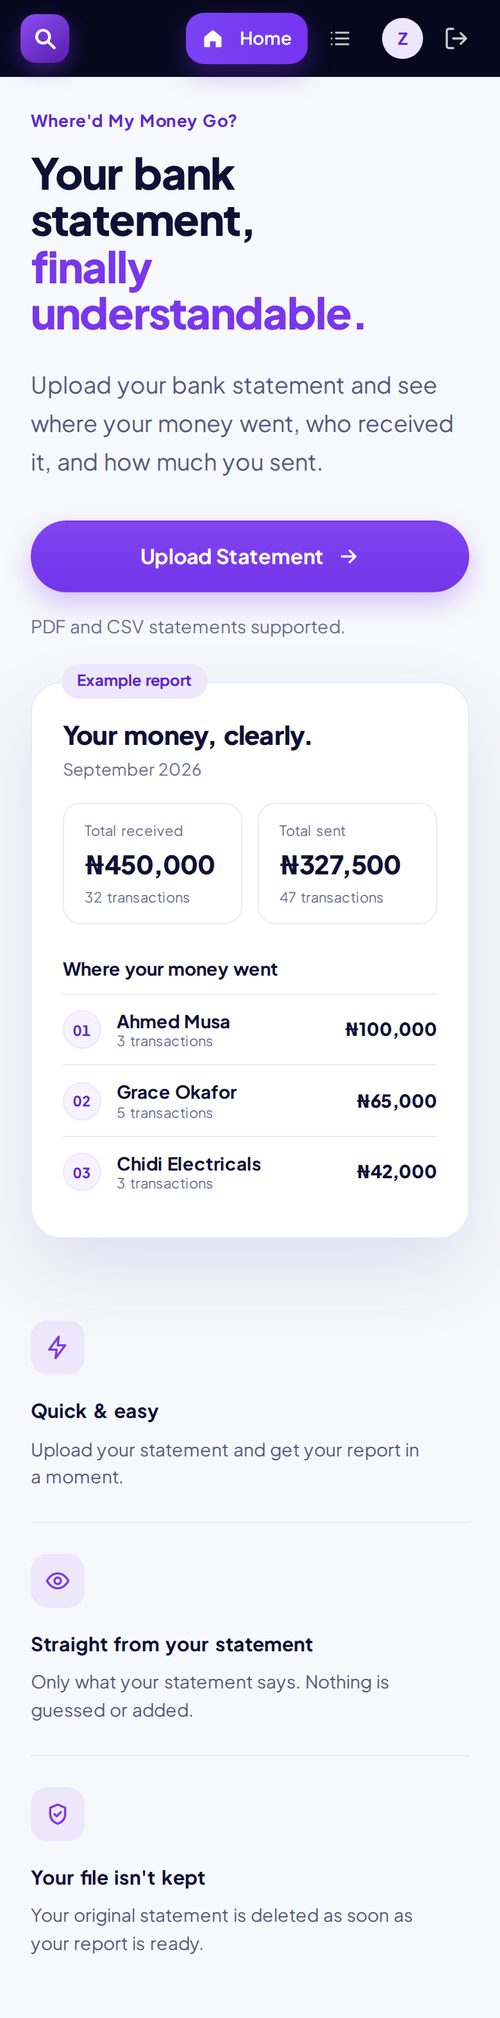 Home
Z
Where'd My Money Go?
Your bank
statement,
finally
understandable.
Upload your bank statement and see
where your money went, who received
it, and how much you sent.
Upload Statement →
PDF and CSV statements supported.
Example report
Your money, clearly.
September 2026
Total received
₦450,000
32 transactions
Total sent
₦327,500
47 transactions
Where your money went
01 Ahmed Musa ₦100,000
3 transactions
02 Grace Okafor ₦65,000
5 transactions
03 Chidi Electricals ₦42,000
3 transactions
Quick & easy
Upload your statement and get your report in
a moment.
Straight from your statement
Only what your statement says. Nothing is
guessed or added.
Your file isn't kept
Your original statement is deleted as soon as
your report is ready.